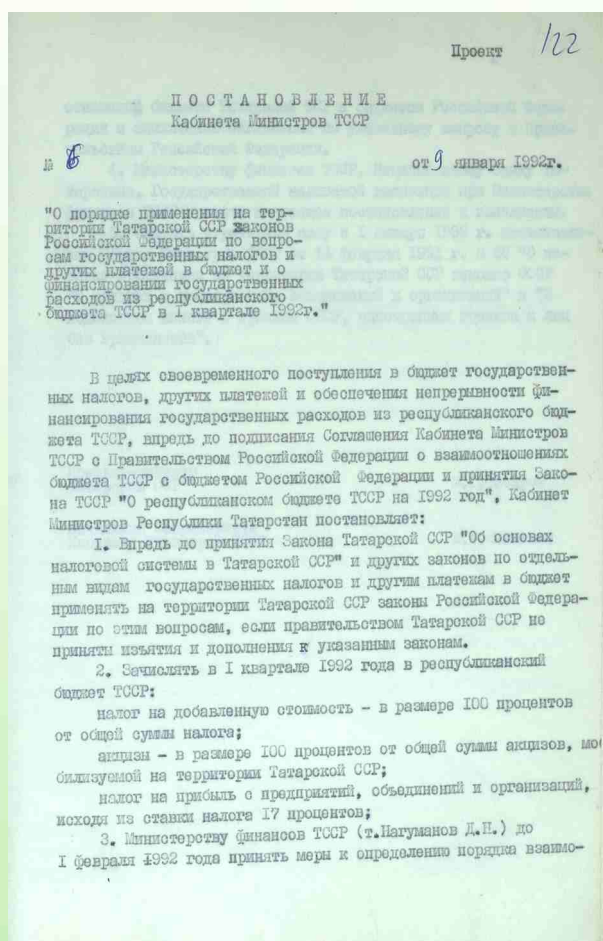 Проект 122
ПОСТАНОВЛЕНИЕ
Кабинета Министров ТССР
№ от 9 января 1992г.
"О порядке применения на тер-
ритории Татарской ССР законов
Российской Федерации по вопро-
сам государственных налогов и
других платежей в бюджет и о
финансировании государственных
расходов из республиканского
бюджета ТССР в I квартале 1992г."
В целях своевременного поступления в бюджет государствен-
ных налогов, других платежей и обеспечения непрерывности фи-
нансирования государственных расходов из республиканского бюд-
жета ТССР, впредь до подписания Соглашения Кабинета Министров
ТССР с Правительством Российской Федерации о взаимоотношениях
бюджета ТССР с бюджетом Российской Федерации и принятия Зако-
на ТССР "О республиканском бюджете ТССР на 1992 год", Кабинет
Министров Республики Татарстан постановляет:
I. Впредь до принятия Закона Татарской ССР "Об основах
налоговой системы в Татарской ССР" и других законов по отдель-
ным видам государственных налогов и другим платежам в бюджет
применять на территории Татарской ССР законы Российской Федера-
ции по этим вопросам, если правительством Татарской ССР не
приняты изъятия и дополнения к указанным законам.
2. Зачислять в I квартале 1992 года в республиканский
бюджет ТССР:
налог на добавленную стоимость - в размере 100 процентов
от общей суммы налога;
акцизы - в размере 100 процентов от общей суммы акцизов, мо
билизуемой на территории Татарской ССР;
налог на прибыль с предприятий, объединений и организаций,
исходя из ставки налога 17 процентов;
3. Министерству финансов ТССР (т.Нагуманов Д.Н.) до
I февраля 1992 года принять меры к определению порядка взаимо-